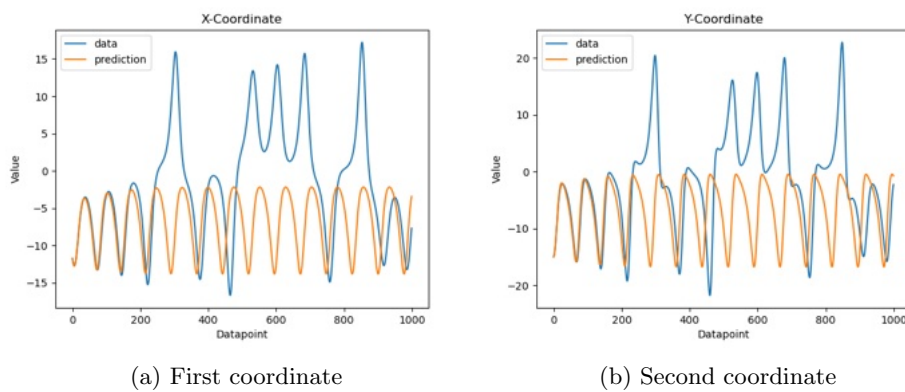 X-Coordinate
data
prediction
15
10
5
0
−5
−10
−15
Value
0
200
400
600
800
1000
Datapoint
(a) First coordinate
Y-Coordinate
data
prediction
20
10
0
−10
−20
Value
0
200
400
600
800
1000
Datapoint
(b) Second coordinate